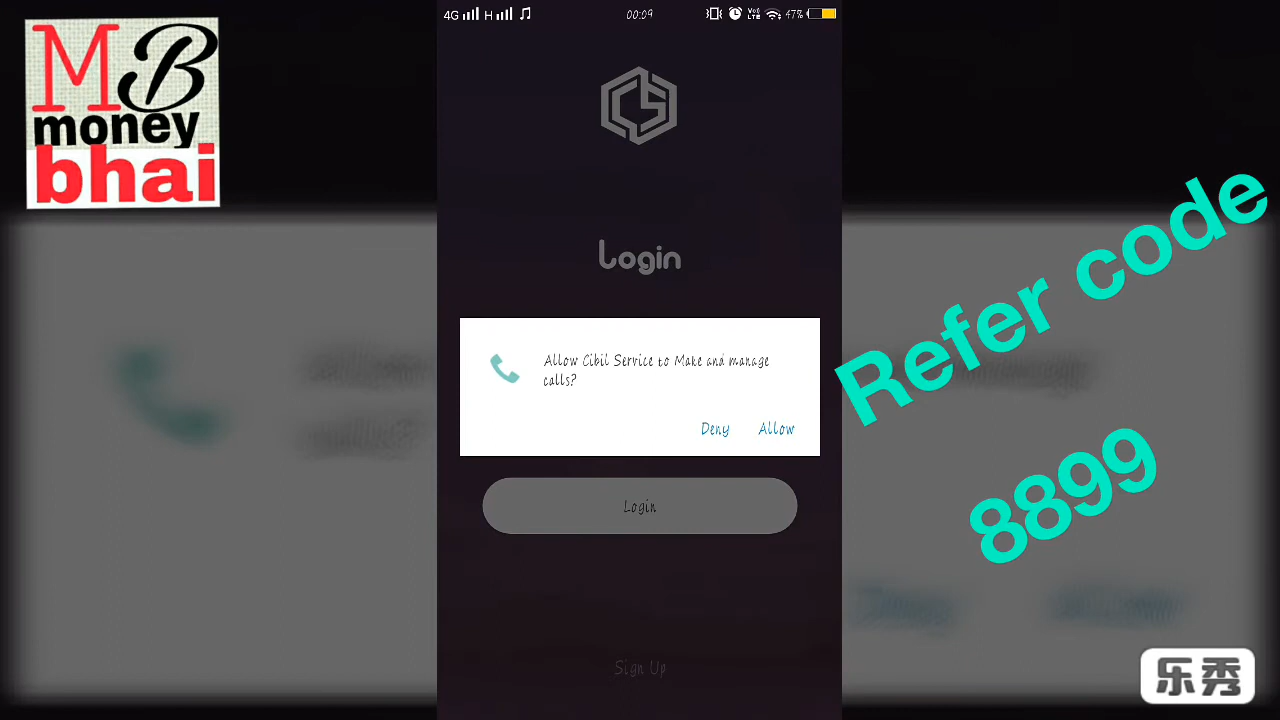 M B
money
bhai
4G H 00:09 47%
CS
Login
Allow Cibil Service to Make and manage
calls?
Deny Allow
Login
Sign Up
Refer code
8899
乐秀